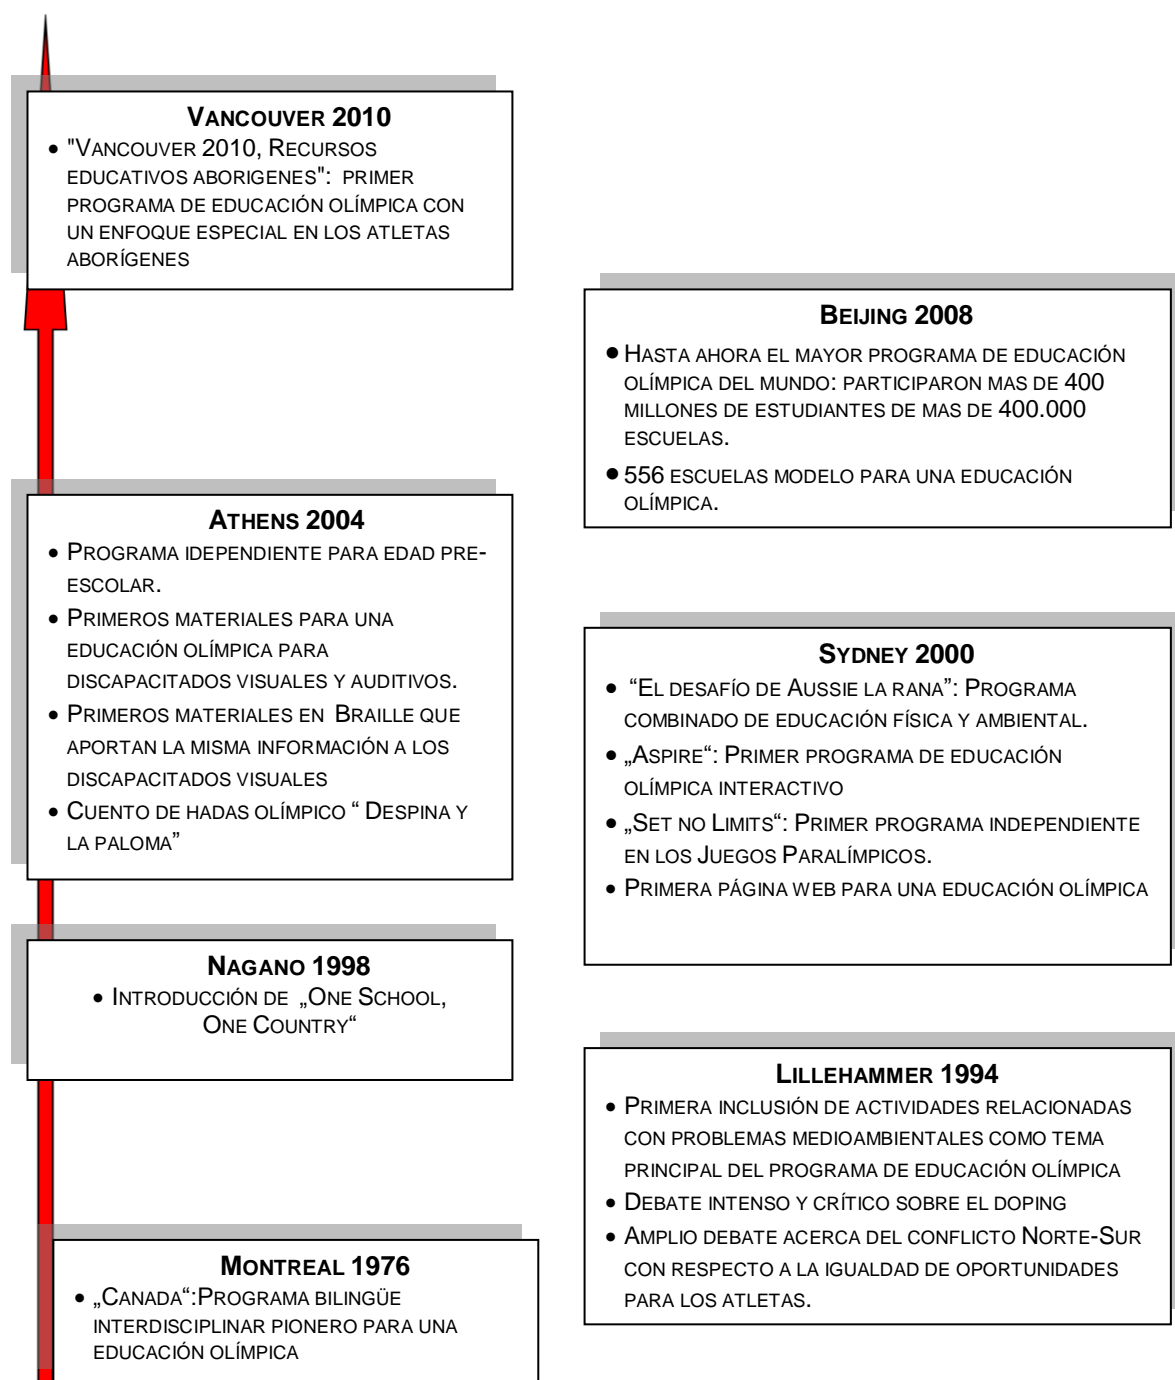 VANCOUVER 2010
• "VANCOUVER 2010, RECURSOS
EDUCATIVOS ABORIGENES": PRIMER
PROGRAMA DE EDUCACIÓN OLÍMPICA CON
UN ENFOQUE ESPECIAL EN LOS ATLETAS
ABORÍGENES
BEIJING 2008
• HASTA AHORA EL MAYOR PROGRAMA DE EDUCACIÓN
OLÍMPICA DEL MUNDO: PARTICIPARON MAS DE 400
MILLONES DE ESTUDIANTES DE MAS DE 400.000
ESCUELAS.
• 556 ESCUELAS MODELO PARA UNA EDUCACIÓN
OLÍMPICA.
ATHENS 2004
• PROGRAMA IDEPENDIENTE PARA EDAD PRE-
ESCOLAR.
• PRIMEROS MATERIALES PARA UNA
EDUCACIÓN OLÍMPICA PARA
DISCAPACITADOS VISUALES Y AUDITIVOS.
• PRIMEROS MATERIALES EN BRAILLE QUE
APORTAN LA MISMA INFORMACIÓN A LOS
DISCAPACITADOS VISUALES
• CUENTO DE HADAS OLÍMPICO “ DESPINA Y
LA PALOMA”
SYDNEY 2000
• “EL DESAFÍO DE AUSSIE LA RANA”: PROGRAMA
COMBINADO DE EDUCACIÓN FÍSICA Y AMBIENTAL.
• „ASPIRE“: PRIMER PROGRAMA DE EDUCACIÓN
OLÍMPICA INTERACTIVO
• „SET NO LIMITS“: PRIMER PROGRAMA INDEPENDIENTE
EN LOS JUEGOS PARALÍMPICOS.
• PRIMERA PÁGINA WEB PARA UNA EDUCACIÓN OLÍMPICA
NAGANO 1998
• INTRODUCCIÓN DE „ONE SCHOOL,
ONE COUNTRY“
LILLEHAMMER 1994
• PRIMERA INCLUSIÓN DE ACTIVIDADES RELACIONADAS
CON PROBLEMAS MEDIOAMBIENTALES COMO TEMA
PRINCIPAL DEL PROGRAMA DE EDUCACIÓN OLÍMPICA
• DEBATE INTENSO Y CRÍTICO SOBRE EL DOPING
• AMPLIO DEBATE ACERCA DEL CONFLICTO NORTE-SUR
CON RESPECTO A LA IGUALDAD DE OPORTUNIDADES
PARA LOS ATLETAS.
MONTREAL 1976
• „CANADA“:PROGRAMA BILINGÜE
INTERDISCIPLINAR PIONERO PARA UNA
EDUCACIÓN OLÍMPICA